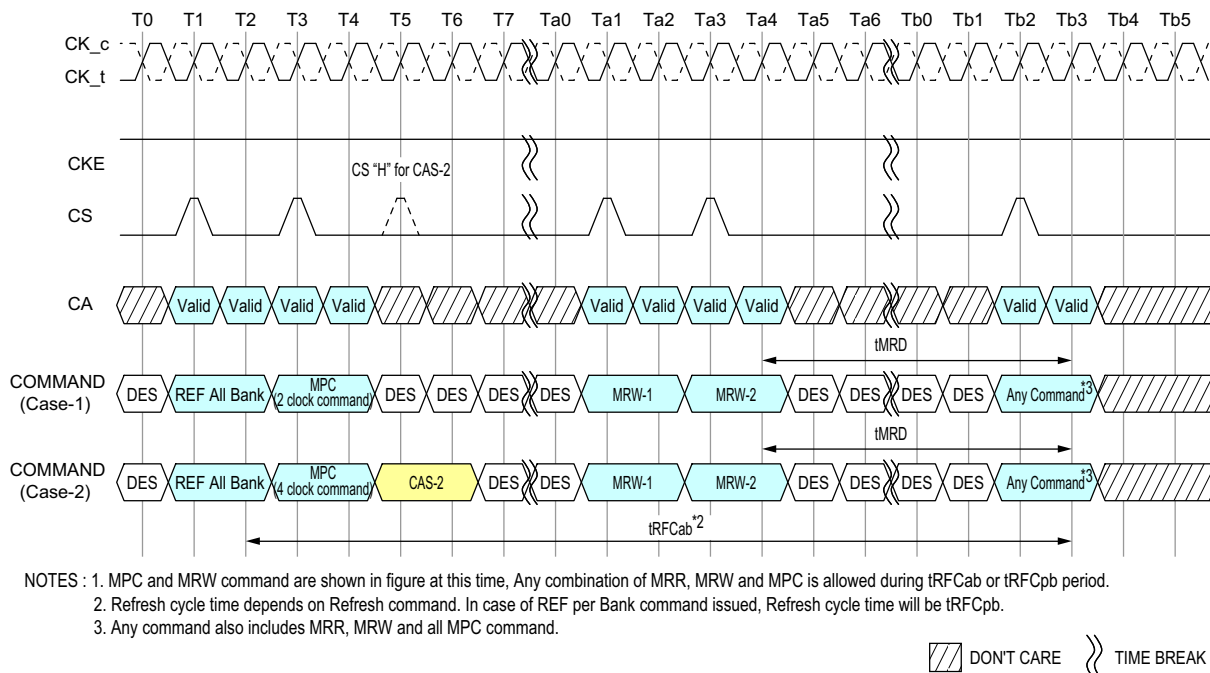 T0 T1 T2 T3 T4 T5 T6 T7 Ta0 Ta1 Ta2 Ta3 Ta4 Ta5 Ta6 Tb0 Tb1 Tb2 Tb3 Tb4 Tb5
CK_c
CK_t
CKE
CS “H” for CAS-2
CS
CA Valid Valid Valid Valid Valid Valid Valid Valid Valid Valid
tMRD
COMMAND
(Case-1)
DES REF All Bank MPC
(2 clock command)
DES DES DES DES MRW-1 MRW-2 DES DES DES DES Any Command*3
tMRD
COMMAND
(Case-2)
DES REF All Bank MPC
(4 clock command)
CAS-2 DES DES MRW-1 MRW-2 DES DES DES DES Any Command*3
tRFCab*2
NOTES : 1. MPC and MRW command are shown in figure at this time, Any combination of MRR, MRW and MPC is allowed during tRFCab or tRFCpb period.
2. Refresh cycle time depends on Refresh command. In case of REF per Bank command issued, Refresh cycle time will be tRFCpb.
3. Any command also includes MRR, MRW and all MPC command.
DON'T CARE TIME BREAK